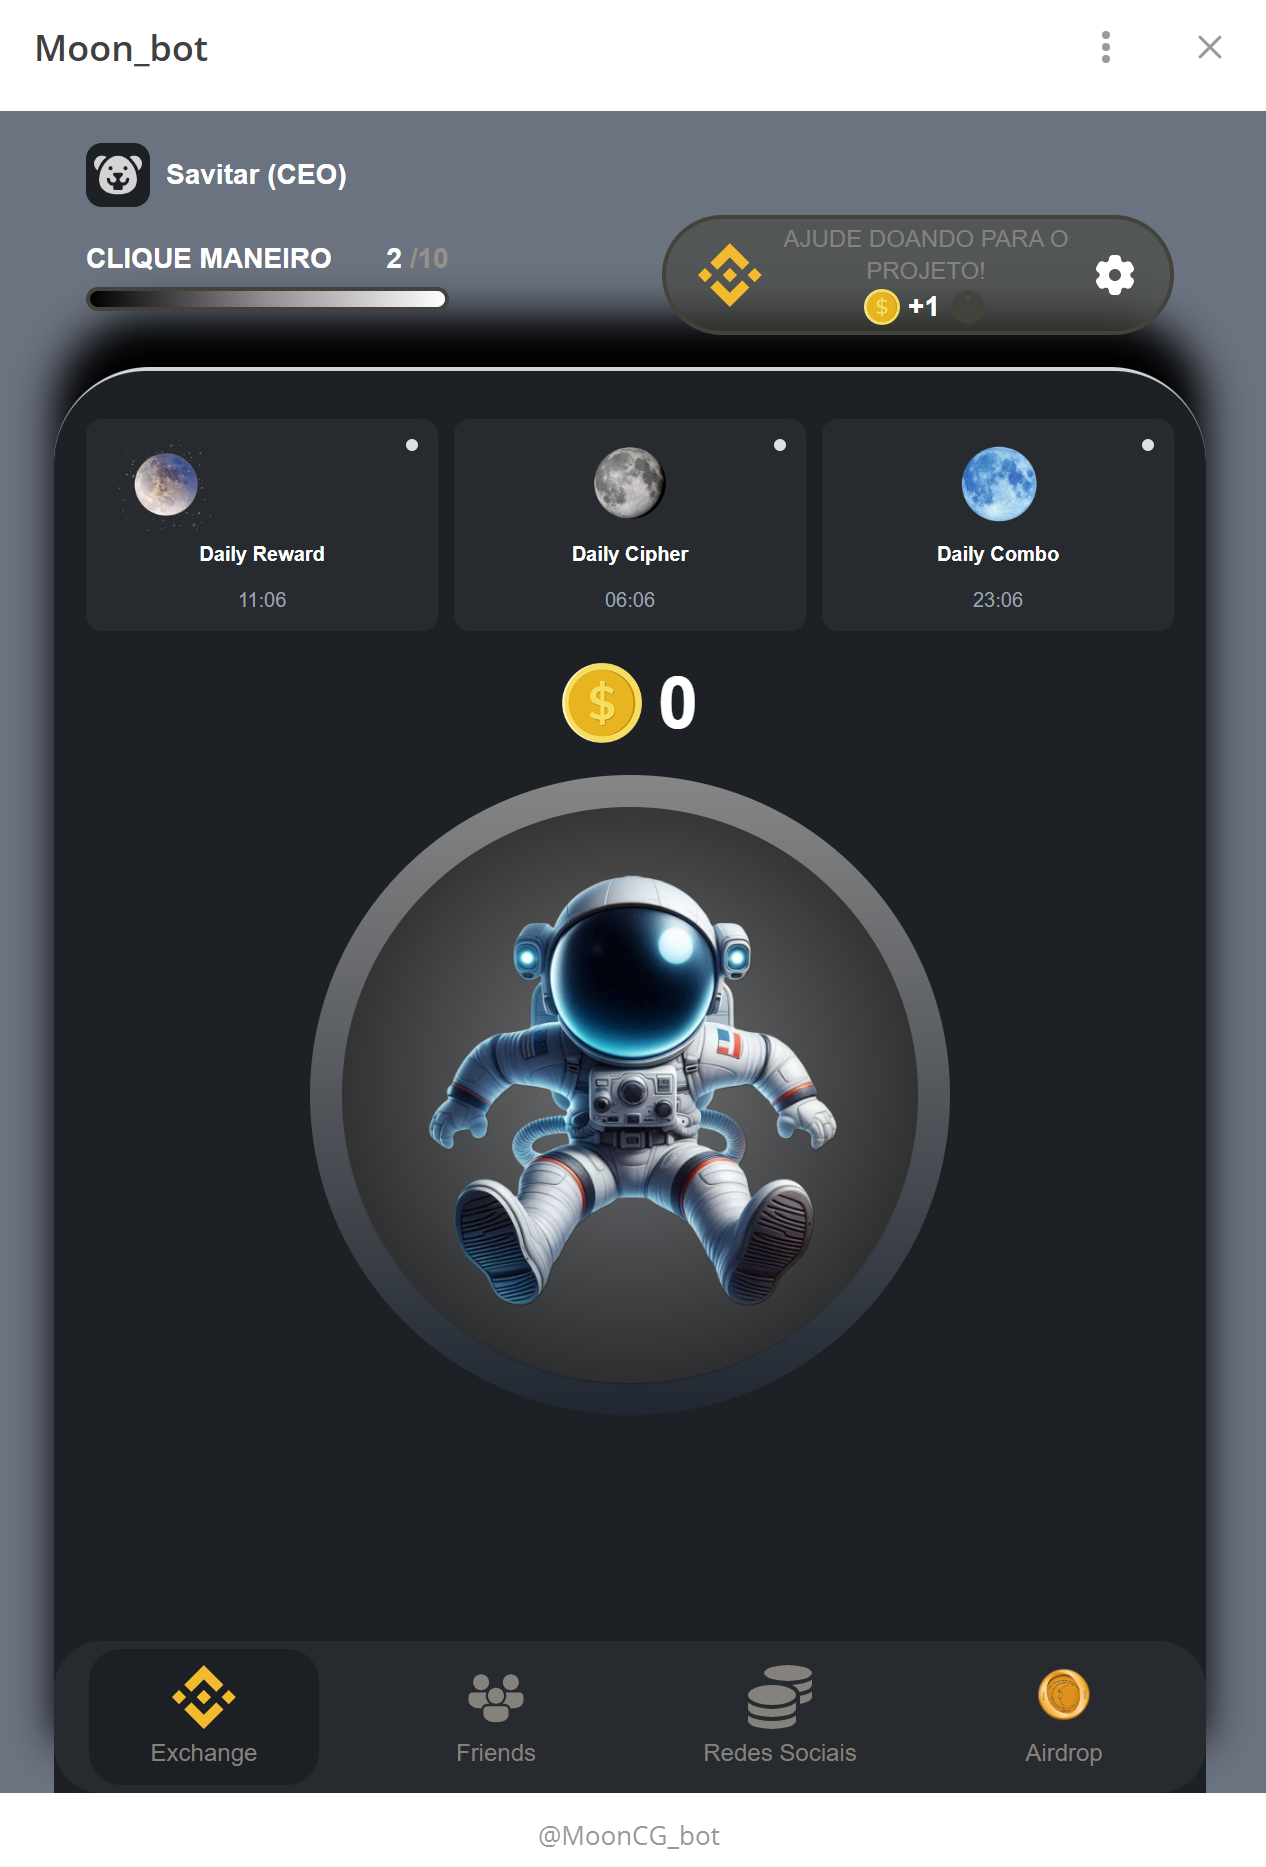 Moon_bot
Savitar (CEO)
CLIQUE MANEIRO 2 /10
AJUDE DOANDO PARA O
PROJETO!
$ +1
Daily Reward
11:06
Daily Cipher
06:06
Daily Combo
23:06
$ 0
Exchange
Friends
Redes Sociais
Airdrop
@MoonCG_bot